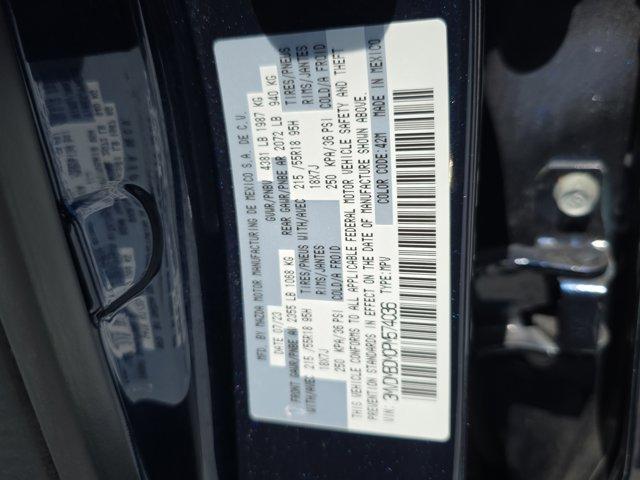 MFD. BY MAZDA MOTOR MANUFACTURING DE MEXICO S.A. DE C.V.
DATE 07/23 GVWR/PNBV 4381 LB 1987 KG
FRONT GAWR/PNBE AV 2355 LB 1068 KG REAR GAWR/PNBE AR 2072 LB 940 KG
WITH/AVEC TIRES/PNEUS RIMS/JANTES COLD/A FROID WITH/AVEC TIRES/PNEUS RIMS/JANTES COLD/A FROID
215 /55R18 95H 215 /55R18 95H
18X7J 18X7J
250 KPA/36 PSI 250 KPA/36 PSI
THIS VEHICLE CONFORMS TO ALL APPLICABLE FEDERAL MOTOR VEHICLE SAFETY AND THEFT
PREVENTION STANDARDS IN EFFECT ON THE DATE OF MANUFACTURE SHOWN ABOVE.
TYPE:MPV COLOR CODE:42M MADE IN MEXICO
VIN: